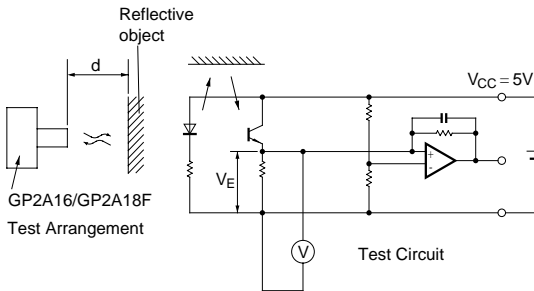 Reflective
object
d
GP2A16/GP2A18F
Test Arrangement
VCC = 5V
+
-
VE
V
Test Circuit